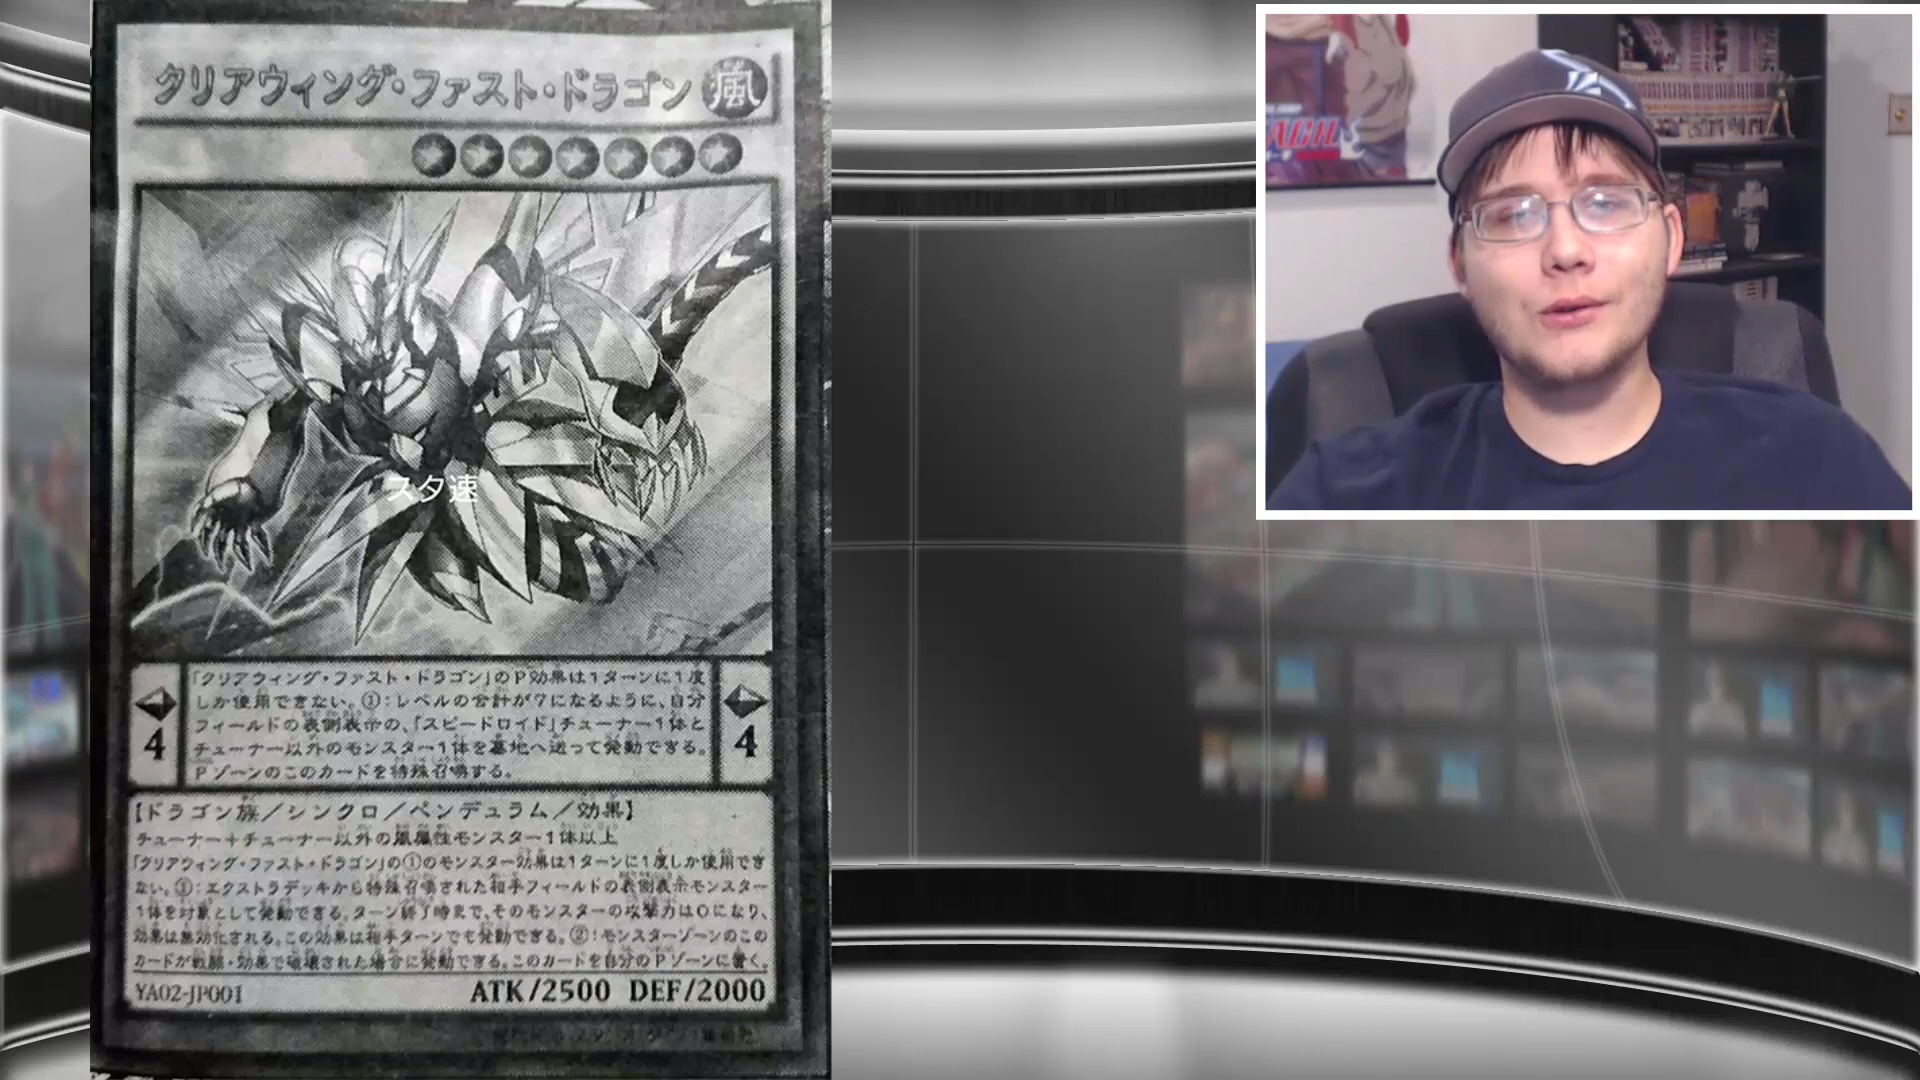 クリアウィング・ファスト・ドラゴン 風
スタ速
「クリアウィング・ファスト・ドラゴン」のP効果は1ターンに1度
しか使用できない。①：レベルの合計が7になるように、自分
フィールドの表側表示の、「スピードロイド」チューナー1体と
チューナー以外のモンスター1体を墓地へ送って発動できる。
Pゾーンのこのカードを特殊召喚する。
4
4
【ドラゴン族／シンクロ／ペンデュラム／効果】
チューナー＋チューナー以外の風属性モンスター1体以上
「クリアウィング・ファスト・ドラゴン」の①のモンスター効果は1ターンに1度しか使用でき
ない。①：エクストラデッキから特殊召喚された相手フィールドの表側表示モンスター
1体を対象として発動できる。ターン終了時まで、そのモンスターの攻撃力は0になり、
効果は無効化される。この効果は相手ターンでも発動できる。②：モンスターゾーンのこの
カードが戦闘・効果で破壊された場合に発動できる。このカードを自分のPゾーンに置く。
YA02-JP001 ATK/2500 DEF/2000